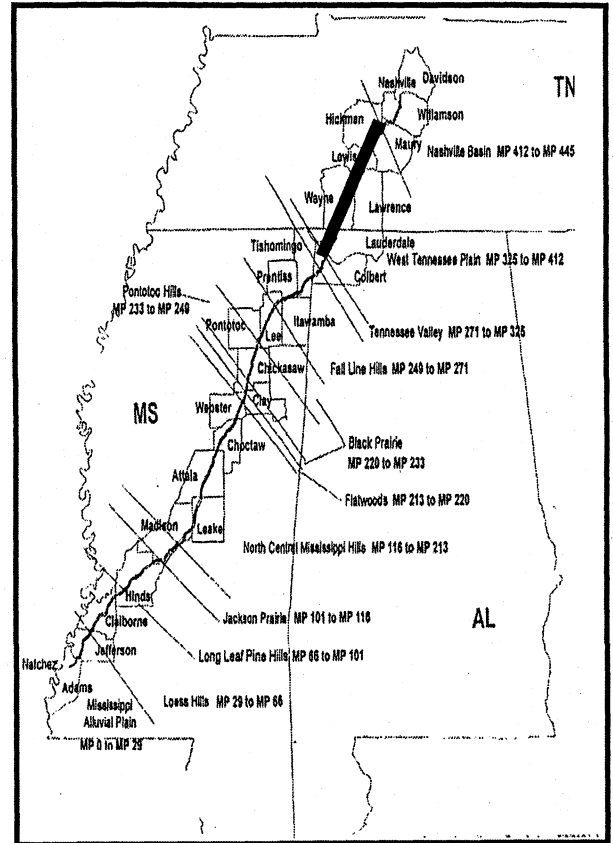 Davidson
Nashville
TN
Williamson
Hickman
Maury
Nashville Basin MP 412 to MP 445
Lewis
Wayne
Lawrence
Tishomingo
Lauderdale
West Tennessee Plain MP 325 to MP 412
Colbert
Prentiss
Pontotoc Hills
MP 233 to MP 249
Itawamba
Pontotoc
Lee
Tennessee Valley MP 271 to MP 325
Chickasaw
Fall Line Hills MP 249 to MP 271
MS
Webster
Clay
Choctaw
Black Prairie
MP 220 to MP 233
Attala
Flatwoods MP 213 to MP 220
Madison
Leake
North Central Mississippi Hills MP 116 to MP 213
Hinds
Jackson Prairie MP 101 to MP 116
AL
Claiborne
Jefferson
Long Leaf Pine Hills MP 66 to MP 101
Natchez
Adams
Loess Hills MP 29 to MP 66
Mississippi
Alluvial Plain
MP 0 to MP 29